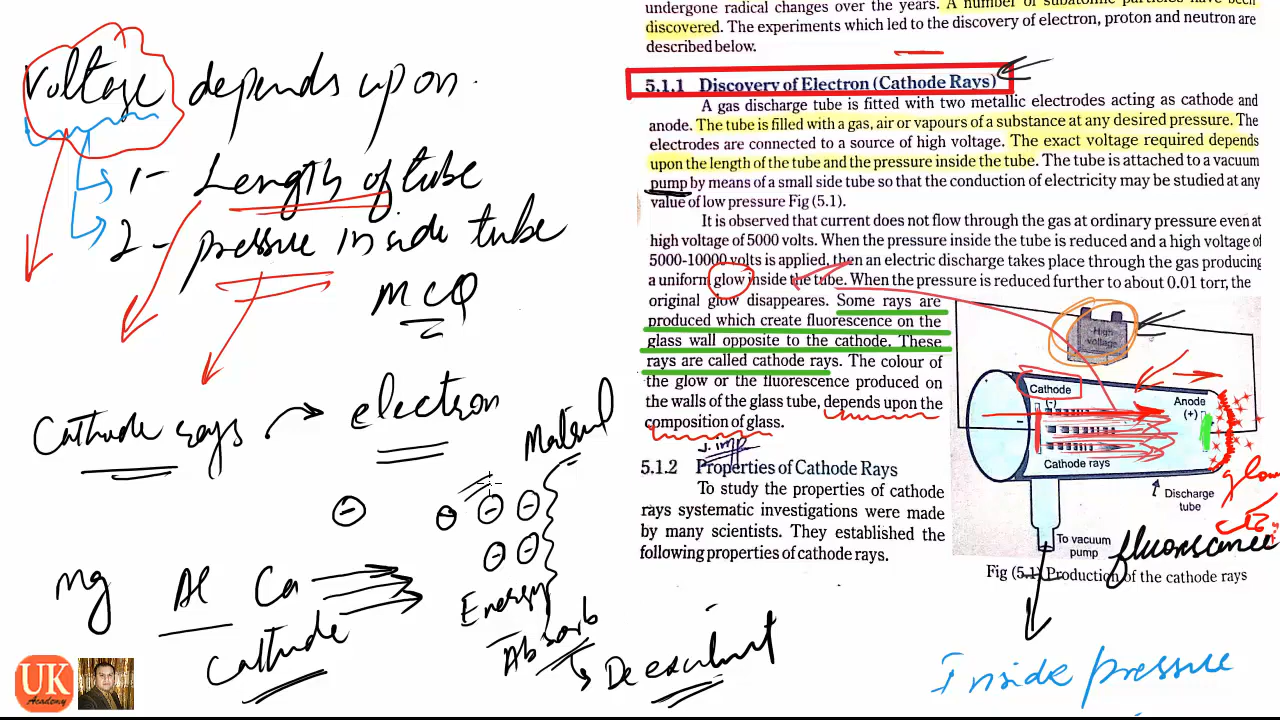 undergone radical changes over the years. A number of subatomic particles have been
discovered. The experiments which led to the discovery of electron, proton and neutron are
described below.
5.1.1 Discovery of Electron (Cathode Rays)
A gas discharge tube is fitted with two metallic electrodes acting as cathode and
anode. The tube is filled with a gas, air or vapours of a substance at any desired pressure. The
electrodes are connected to a source of high voltage. The exact voltage required depends
upon the length of the tube and the pressure inside the tube. The tube is attached to a vacuum
pump by means of a small side tube so that the conduction of electricity may be studied at any
value of low pressure Fig (5.1).
It is observed that current does not flow through the gas at ordinary pressure even at
high voltage of 5000 volts. When the pressure inside the tube is reduced and a high voltage of
5000-10000 volts is applied, then an electric discharge takes place through the gas producing
a uniform glow inside the tube. When the pressure is reduced further to about 0.01 torr, the
original glow disappeares. Some rays are
produced which create fluorescence on the
glass wall opposite to the cathode. These
rays are called cathode rays. The colour of
the glow or the fluorescence produced on
the walls of the glass tube, depends upon the
composition of glass.
5.1.2 Properties of Cathode Rays
To study the properties of cathode
rays systematic investigations were made
by many scientists. They established the
following properties of cathode rays.
High
voltage
Cathode
(-)
Anode
(+)
-
Cathode rays
Discharge
tube
To vacuum
pump
Fig (5.1) Production of the cathode rays
glow
fluorescence
Inside pressure
Voltage depends upon.
1- Length of tube
2- pressure inside tube
MCQ
Cathode rays
electron
Material
Mg Al Ca
Cathode
Energy
Absorb
V. imp
UK
Academy